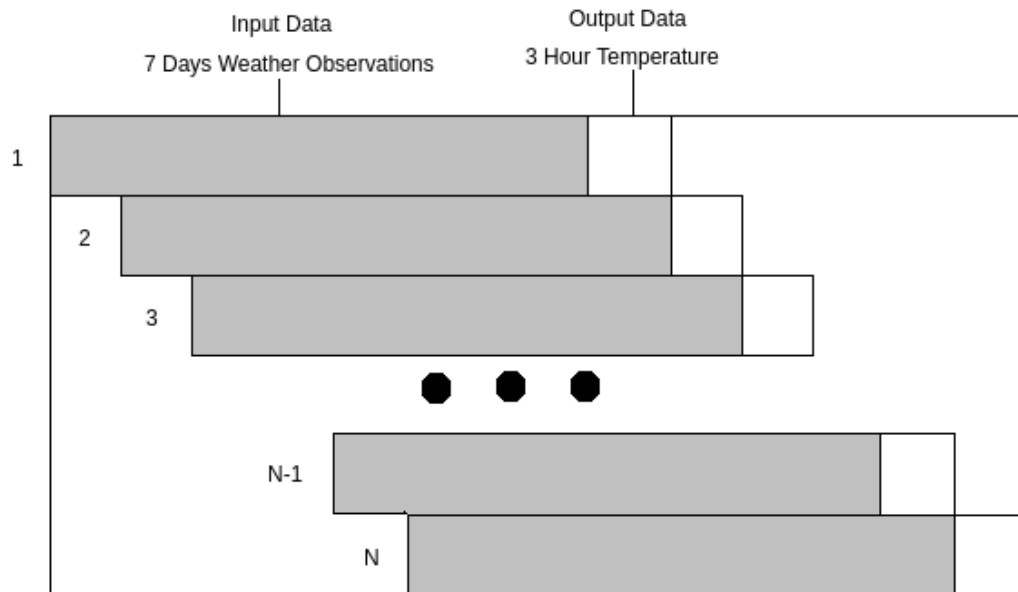 Input Data
7 Days Weather Observations
Output Data
3 Hour Temperature
1
2
3
N-1
N